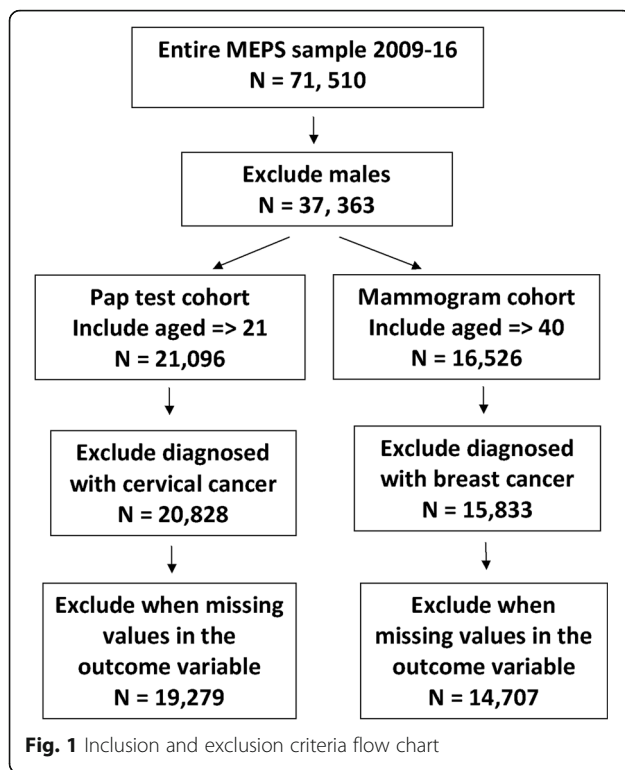 Entire MEPS sample 2009-16
N = 71, 510
Exclude males
N = 37, 363
Pap test cohort
Include aged => 21
N = 21,096
Mammogram cohort
Include aged => 40
N = 16,526
Exclude diagnosed
with cervical cancer
N = 20,828
Exclude diagnosed
with breast cancer
N = 15,833
Exclude when missing
values in the
outcome variable
N = 19,279
Exclude when
missing values in the
outcome variable
N = 14,707
Fig. 1 Inclusion and exclusion criteria flow chart